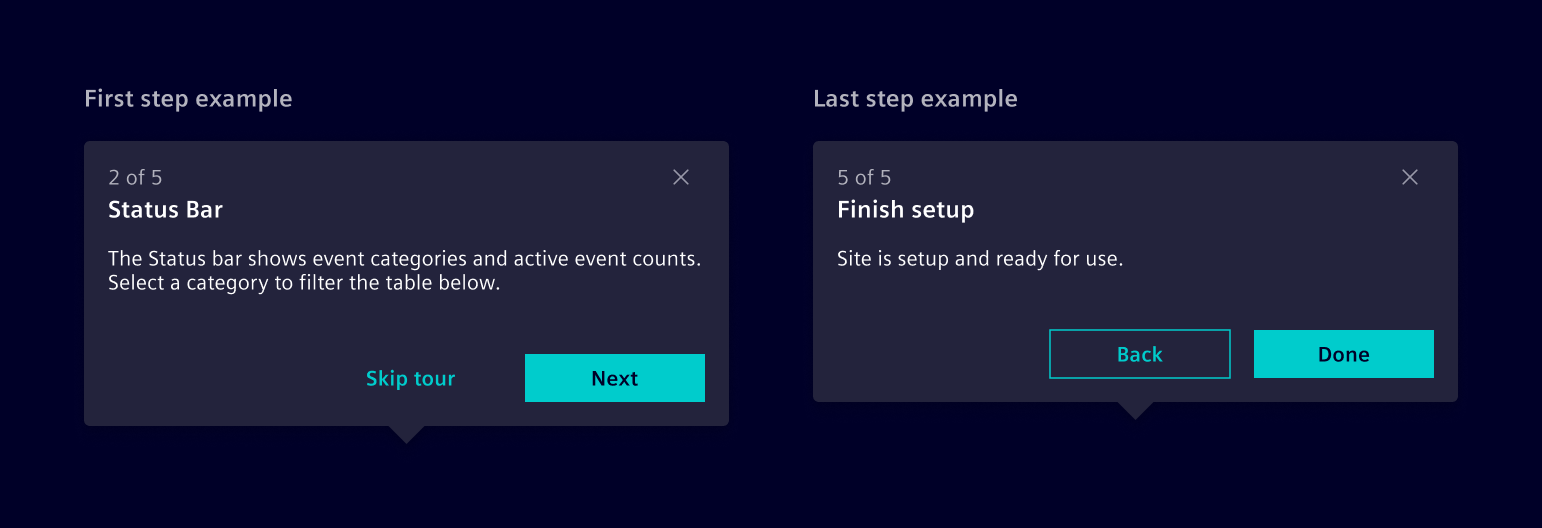 First step example
2 of 5
Status Bar
The Status bar shows event categories and active event counts.
Select a category to filter the table below.
Skip tour
Next
Last step example
5 of 5
Finish setup
Site is setup and ready for use.
Back
Done